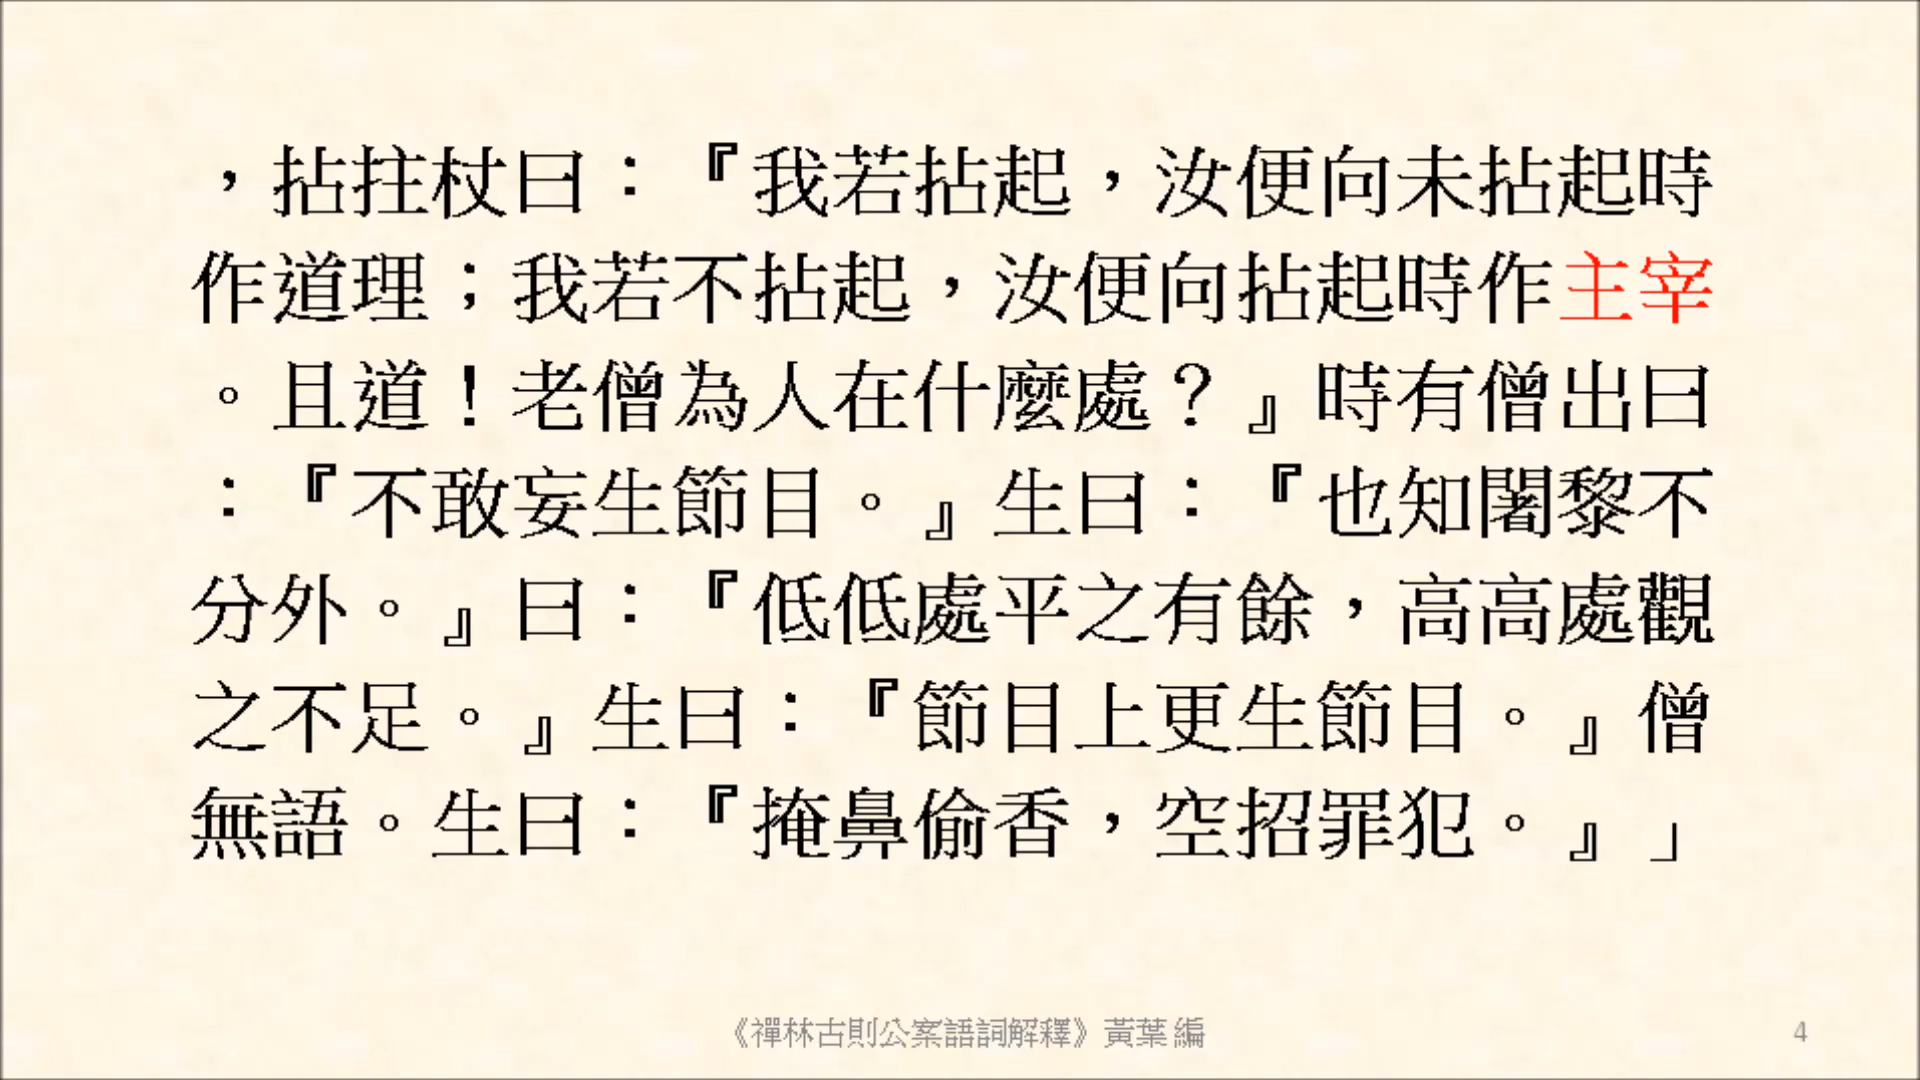 ，拈拄杖曰：『我若拈起，汝便向未拈起時
作道理；我若不拈起，汝便向拈起時作主宰
。且道！老僧為人在什麼處？』時有僧出曰
：『不敢妄生節目。』生曰：『也知闍黎不
分外。』曰：『低低處平之有餘，高高處觀
之不足。』生曰：『節目上更生節目。』僧
無語。生曰：『掩鼻偷香，空招罪犯。』」
《禪林古則公案語詞解釋》黃葉編
4